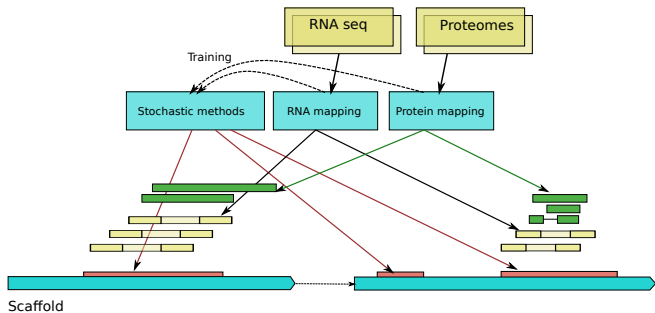 RNA seq
Proteomes
Training
Stochastic methods
RNA mapping
Protein mapping
Scaffold